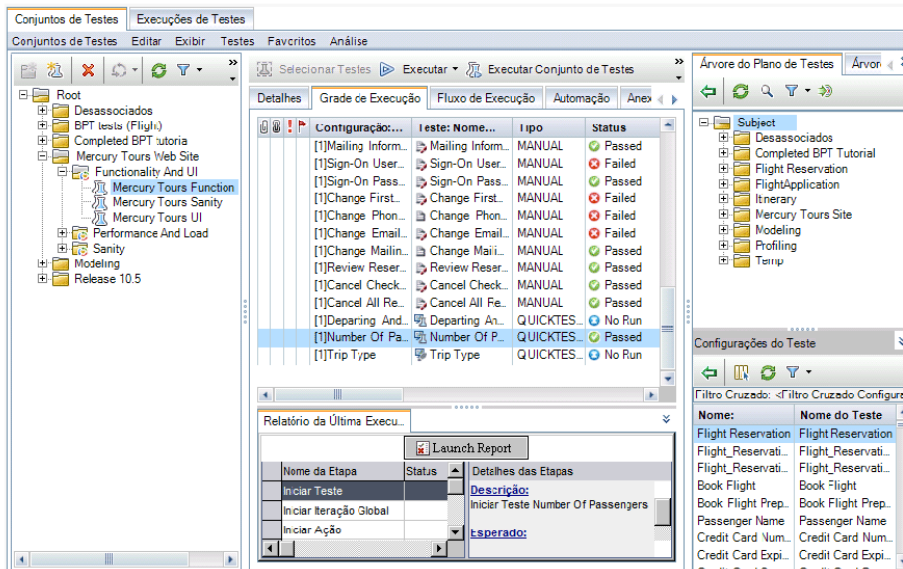 Conjuntos de Testes Execuções de Testes
Conjuntos de Testes Editar Exibir Testes Favoritos Análise
Root
Desassociados
BPT tests (Flight)
Completed BPT tutoria
Mercury Tours Web Site
Functionality And UI
Mercury Tours Function
Mercury Tours Sanity
Mercury Tours UI
Performance And Load
Sanity
Modeling
Release 10.5
Selecionar Testes Executar Executar Conjunto de Testes
Detalhes Grade de Execução Fluxo de Execução Automação Anex
Configuração:... Teste: Nome... Tipo Status
[1]Mailing Inform... Mailing Inform... MANUAL Passed
[1]Sign-On User... Sign-On User... MANUAL Failed
[1]Sign-On Pass... Sign-On Pass... MANUAL Passed
[1]Change First... Change First... MANUAL Failed
[1]Change Phon... Change Phon... MANUAL Failed
[1]Change Email... Change Email... MANUAL Failed
[1]Change Mailin... Change Maili... MANUAL Passed
[1]Review Reser... Review Reser... MANUAL Passed
[1]Cancel Check... Cancel Check... MANUAL Passed
[1]Cancel All Re... Cancel All Re... MANUAL Passed
[1]Departing And... Departing An... QUICKTES... No Run
[1]Number Of Pa... Number Of P... QUICKTES... Passed
[1]Trip Type Trip Type QUICKTES... No Run
Relatório da Última Execu...
Launch Report
Nome da Etapa Status Detalhes das Etapas
Iniciar Teste
Iniciar Iteração Global
Iniciar Ação
Descrição:
Iniciar Teste Number Of Passengers
Esperado:
Árvore do Plano de Testes Árvor
Subject
Desassociados
Completed BPT Tutorial
Flight Reservation
FlightApplication
Itinerary
Mercury Tours Site
Modeling
Profiling
Temp
Configurações do Teste
Filtro Cruzado: <Filtro Cruzado Configura
Nome: Nome do Teste
Flight Reservation Flight Reservation
Flight_Reservati... Flight_Reservati...
Flight_Reservati... Flight_Reservati...
Book Flight Book Flight
Book Flight Prep... Book Flight Prep...
Passenger Name Passenger Name
Credit Card Num... Credit Card Num...
Credit Card Expi... Credit Card Expi...